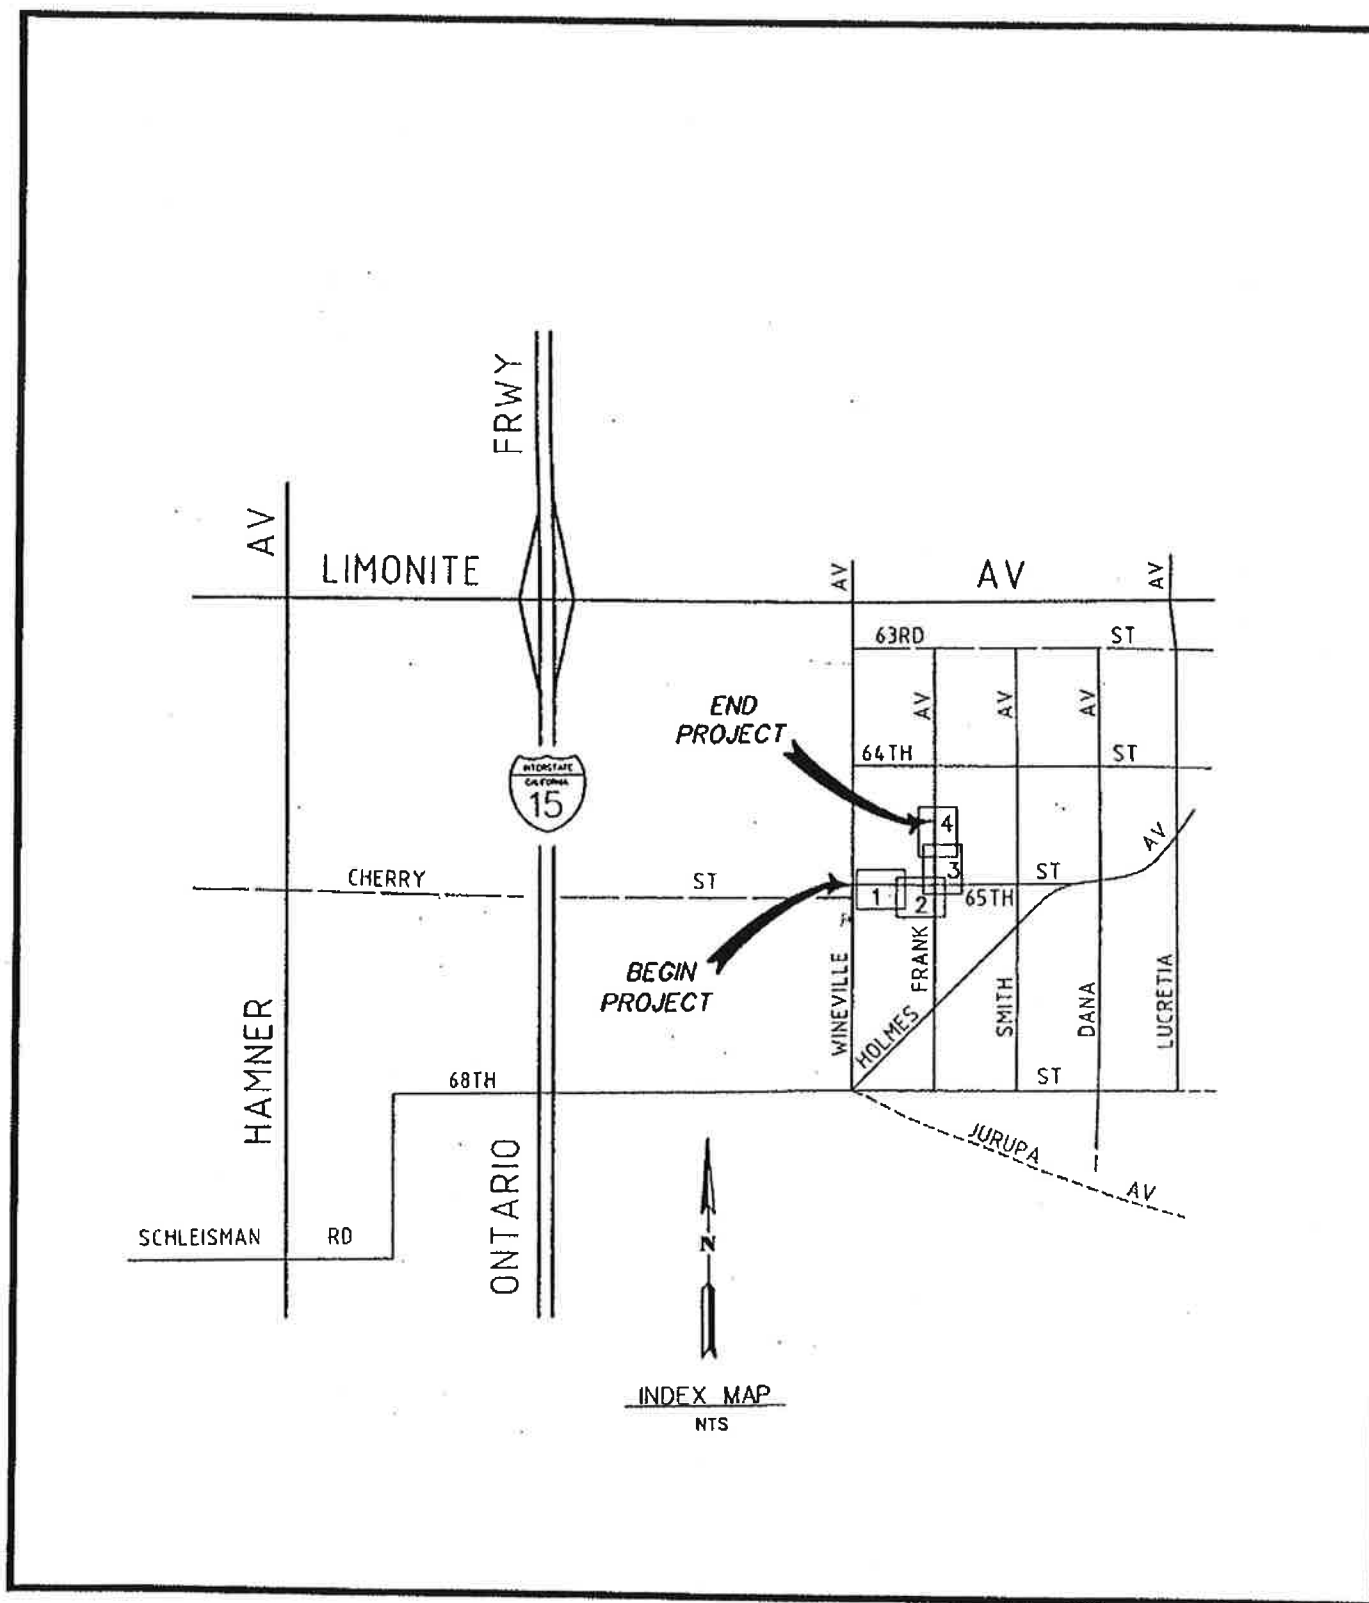 FRWY
AV
LIMONITE
AV
AV
AV
63RD
ST
END
PROJECT
AV
AV
AV
64TH
ST
INTERSTATE
CALIFORNIA
15
4
3
AV
CHERRY
ST
ST
1
2
65TH
BEGIN
PROJECT
WINEVILLE
FRANK
SMITH
DANA
LUCRETIA
HOLMES
HAMNER
68TH
ST
ONTARIO
JURUPA
AV
SCHLEISMAN
RD
N
INDEX MAP
NTS